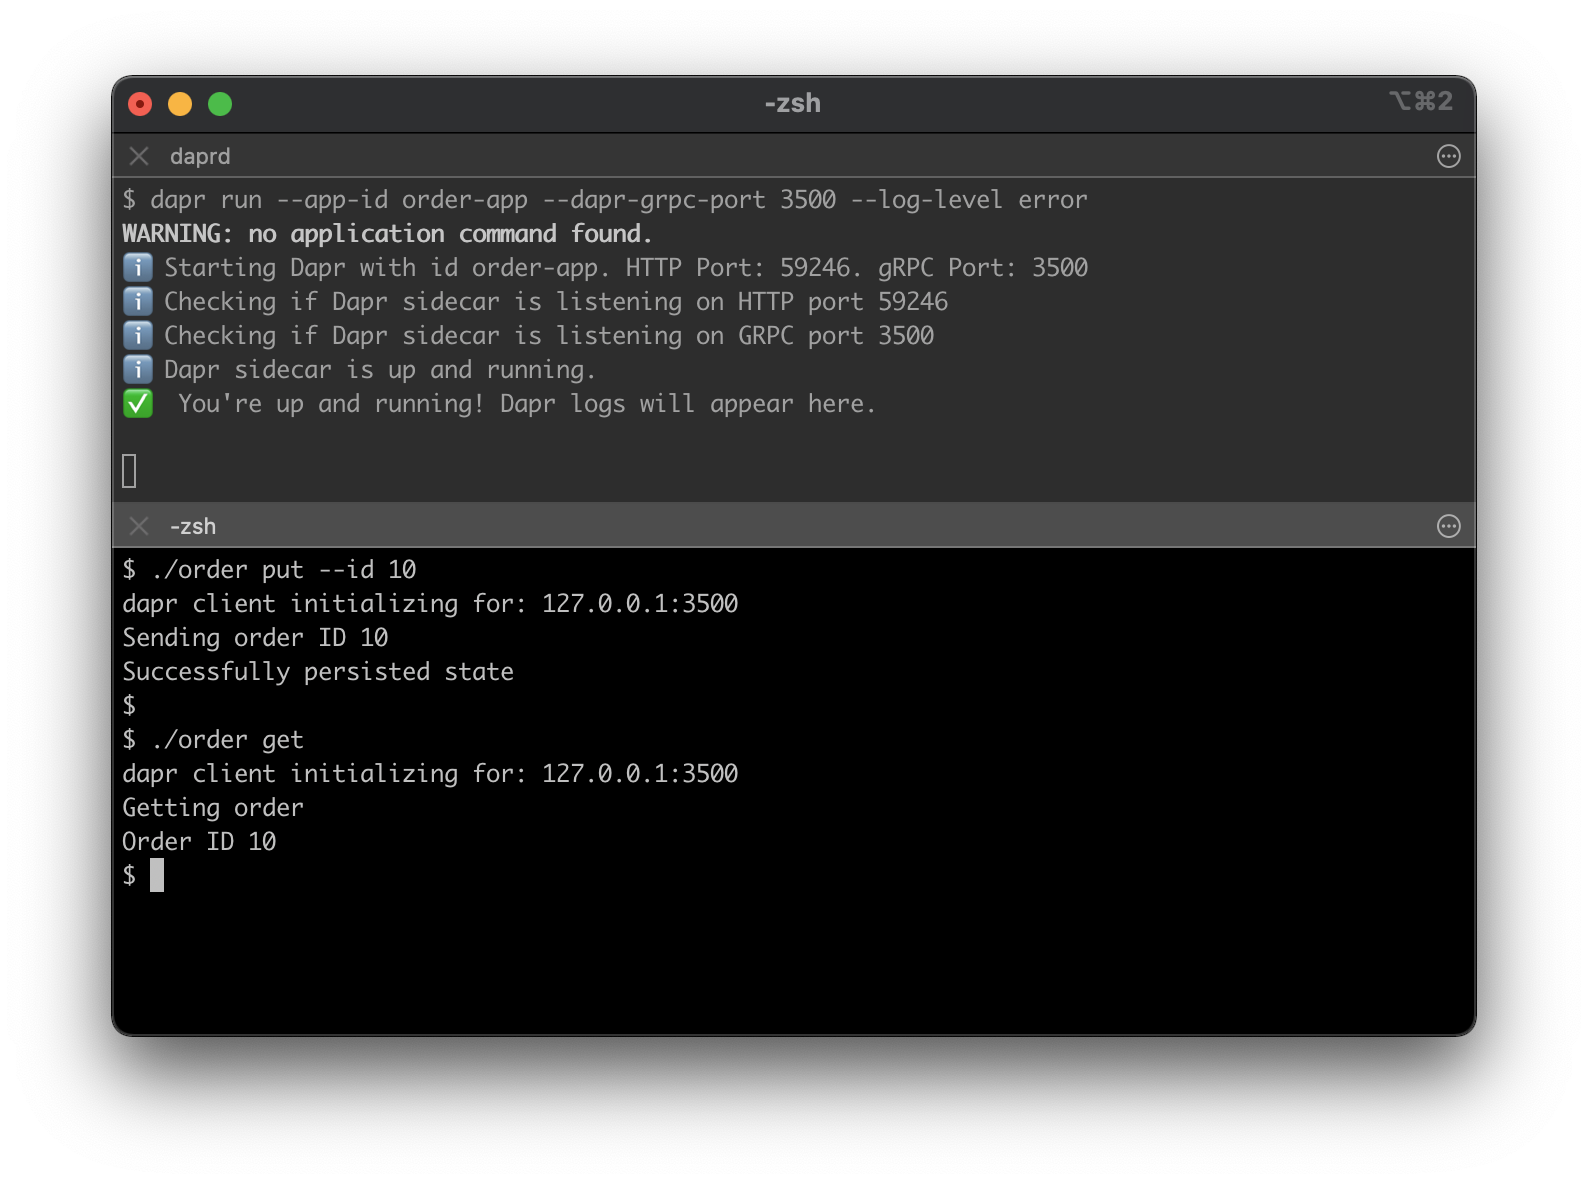 -zsh
⌥⌘2
daprd
$ dapr run --app-id order-app --dapr-grpc-port 3500 --log-level error
WARNING: no application command found.
ℹ️ Starting Dapr with id order-app. HTTP Port: 59246. gRPC Port: 3500
ℹ️ Checking if Dapr sidecar is listening on HTTP port 59246
ℹ️ Checking if Dapr sidecar is listening on GRPC port 3500
ℹ️ Dapr sidecar is up and running.
✅ You're up and running! Dapr logs will appear here.
-zsh
$ ./order put --id 10
dapr client initializing for: 127.0.0.1:3500
Sending order ID 10
Successfully persisted state
$
$ ./order get
dapr client initializing for: 127.0.0.1:3500
Getting order
Order ID 10
$